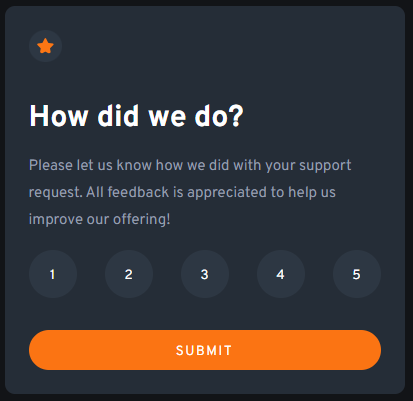 How did we do?
Please let us know how we did with your support
request. All feedback is appreciated to help us
improve our offering!
1 2 3 4 5
SUBMIT